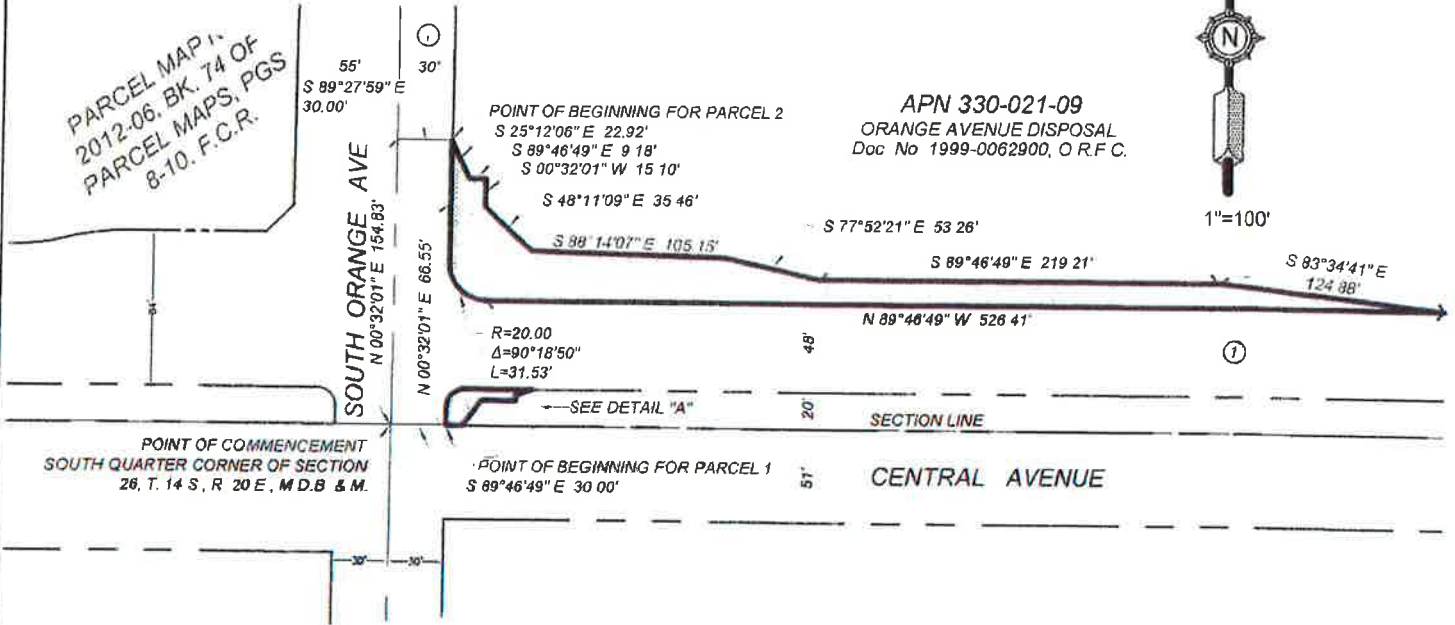 PARCEL MAP
2012-06, BK. 74 OF
PARCEL MAPS, PGS
8-10, F.C.R.
55'
S 89°27'59" E
30.00'
30'
SOUTH ORANGE AVE
N 00°32'01" E 154.83'
N 00°32'01" E 66.55'
POINT OF BEGINNING FOR PARCEL 2
S 25°12'06" E 22.92'
S 89°46'49" E 9 18'
S 00°32'01" W 15 10'
S 48°11'09" E 35 46'
S 88°14'07" E 105 15'
S 77°52'21" E 53 26'
S 89°46'49" E 219 21'
S 83°34'41" E
124 88'
N 89°46'49" W 526 41'
APN 330-021-09
ORANGE AVENUE DISPOSAL
Doc No 1999-0062900, O R.F C.
N
1"=100'
R=20.00
Δ=90°18'50"
L=31.53'
SEE DETAIL "A"
48'
20'
51'
1
SECTION LINE
CENTRAL AVENUE
POINT OF COMMENCEMENT
SOUTH QUARTER CORNER OF SECTION
26, T. 14 S, R 20 E, M D.B & M.
POINT OF BEGINNING FOR PARCEL 1
S 89°46'49" E 30 00'
30'
30'